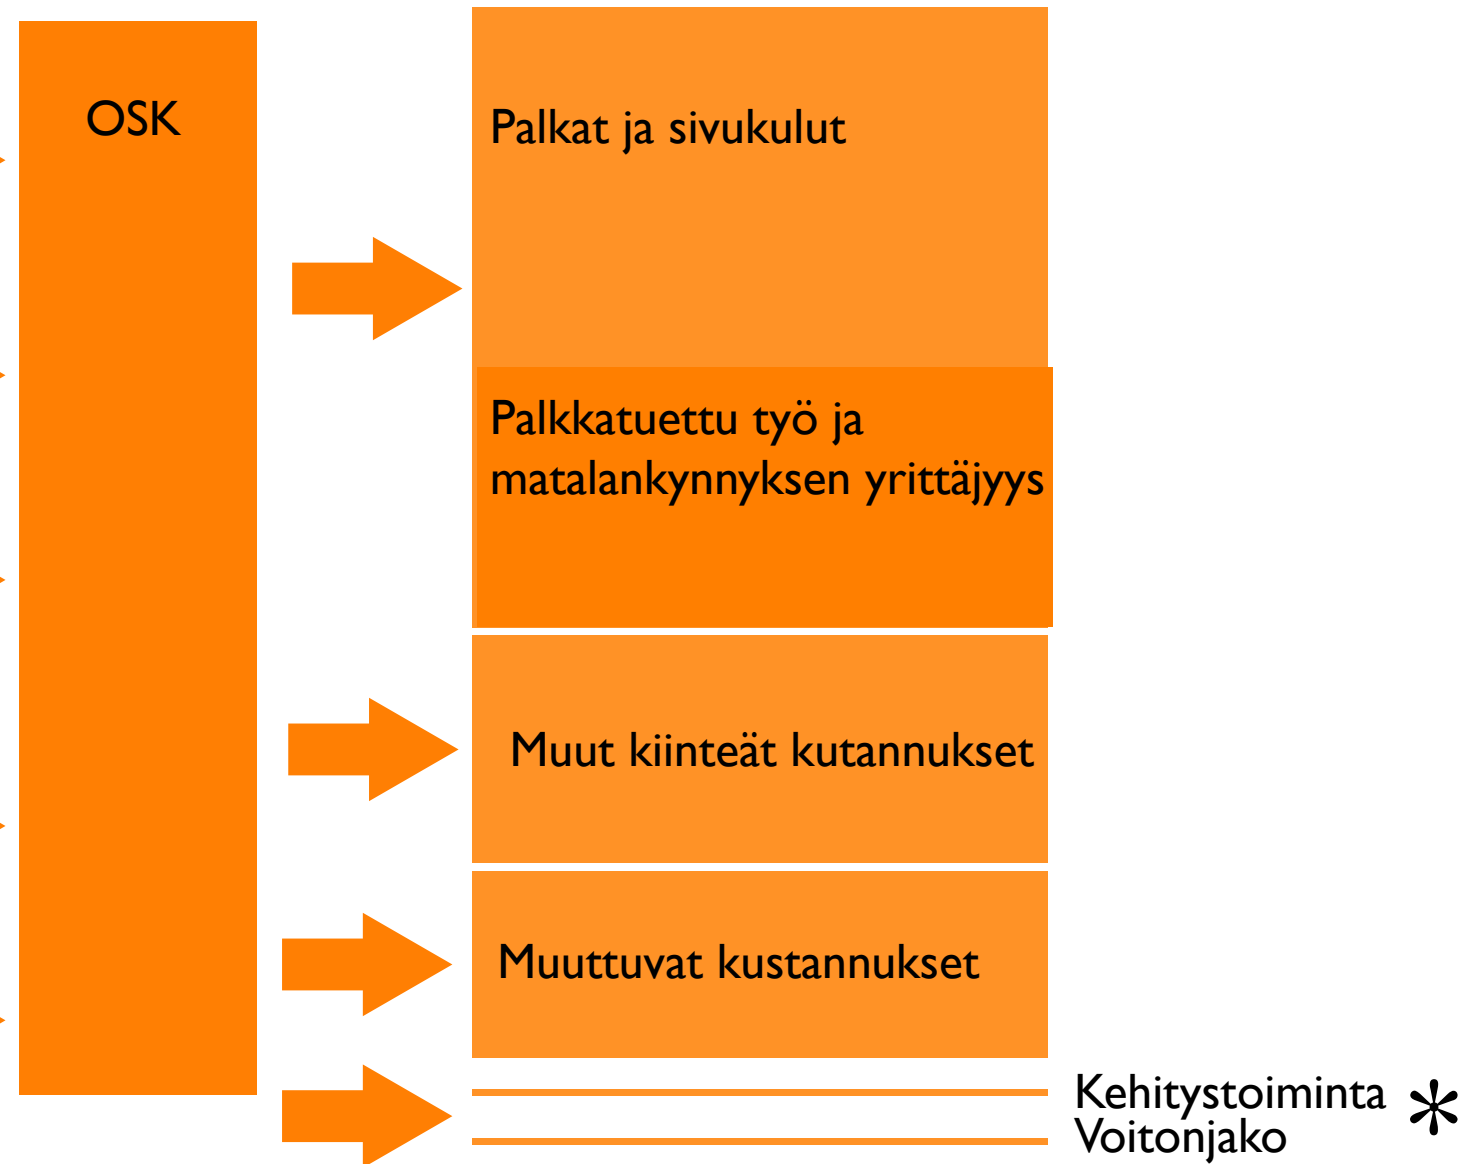 OSK
Palkat ja sivukulut
Palkkatuettu työ ja
matalankynnyksen yrittäjyys
Muut kiinteät kutannukset
Muuttuvat kustannukset
Kehitystoiminta *
Voitonjako